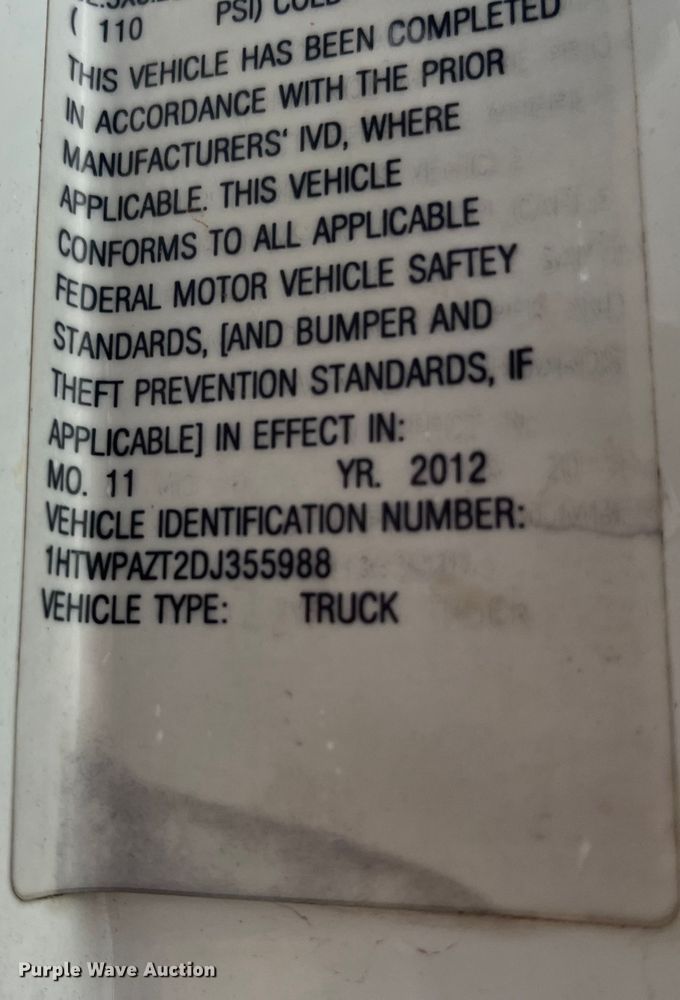 ( 110 PSI) COLD
THIS VEHICLE HAS BEEN COMPLETED
IN ACCORDANCE WITH THE PRIOR
MANUFACTURERS' IVD, WHERE
APPLICABLE. THIS VEHICLE
CONFORMS TO ALL APPLICABLE
FEDERAL MOTOR VEHICLE SAFTEY
STANDARDS, [AND BUMPER AND
THEFT PREVENTION STANDARDS, IF
APPLICABLE] IN EFFECT IN:
MO. 11 YR. 2012
VEHICLE IDENTIFICATION NUMBER:
1HTWPAZT2DJ355988
VEHICLE TYPE: TRUCK
Purple Wave Auction